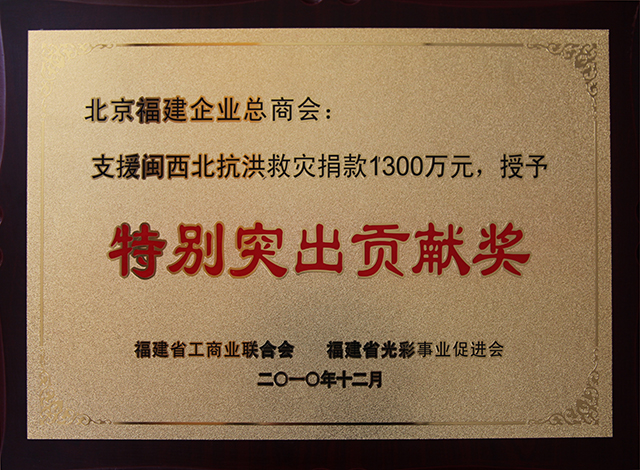 北京福建企业总商会：
支援闽西北抗洪救灾捐款1300万元，授予
特别突出贡献奖
福建省工商业联合会 福建省光彩事业促进会
二〇一〇年十二月